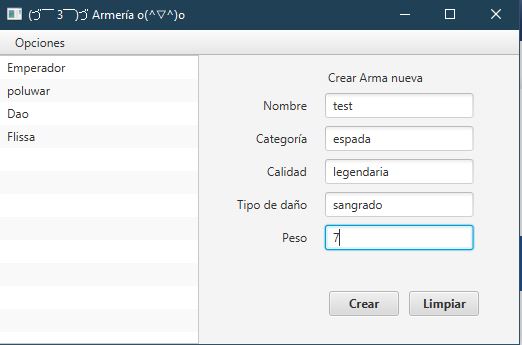 (づ￣ 3￣)づ Armería o(^▽^)o
Opciones
Emperador
poluwar
Dao
Flissa
Crear Arma nueva
Nombre test
Categoría espada
Calidad legendaria
Tipo de daño sangrado
Peso 7
Crear Limpiar